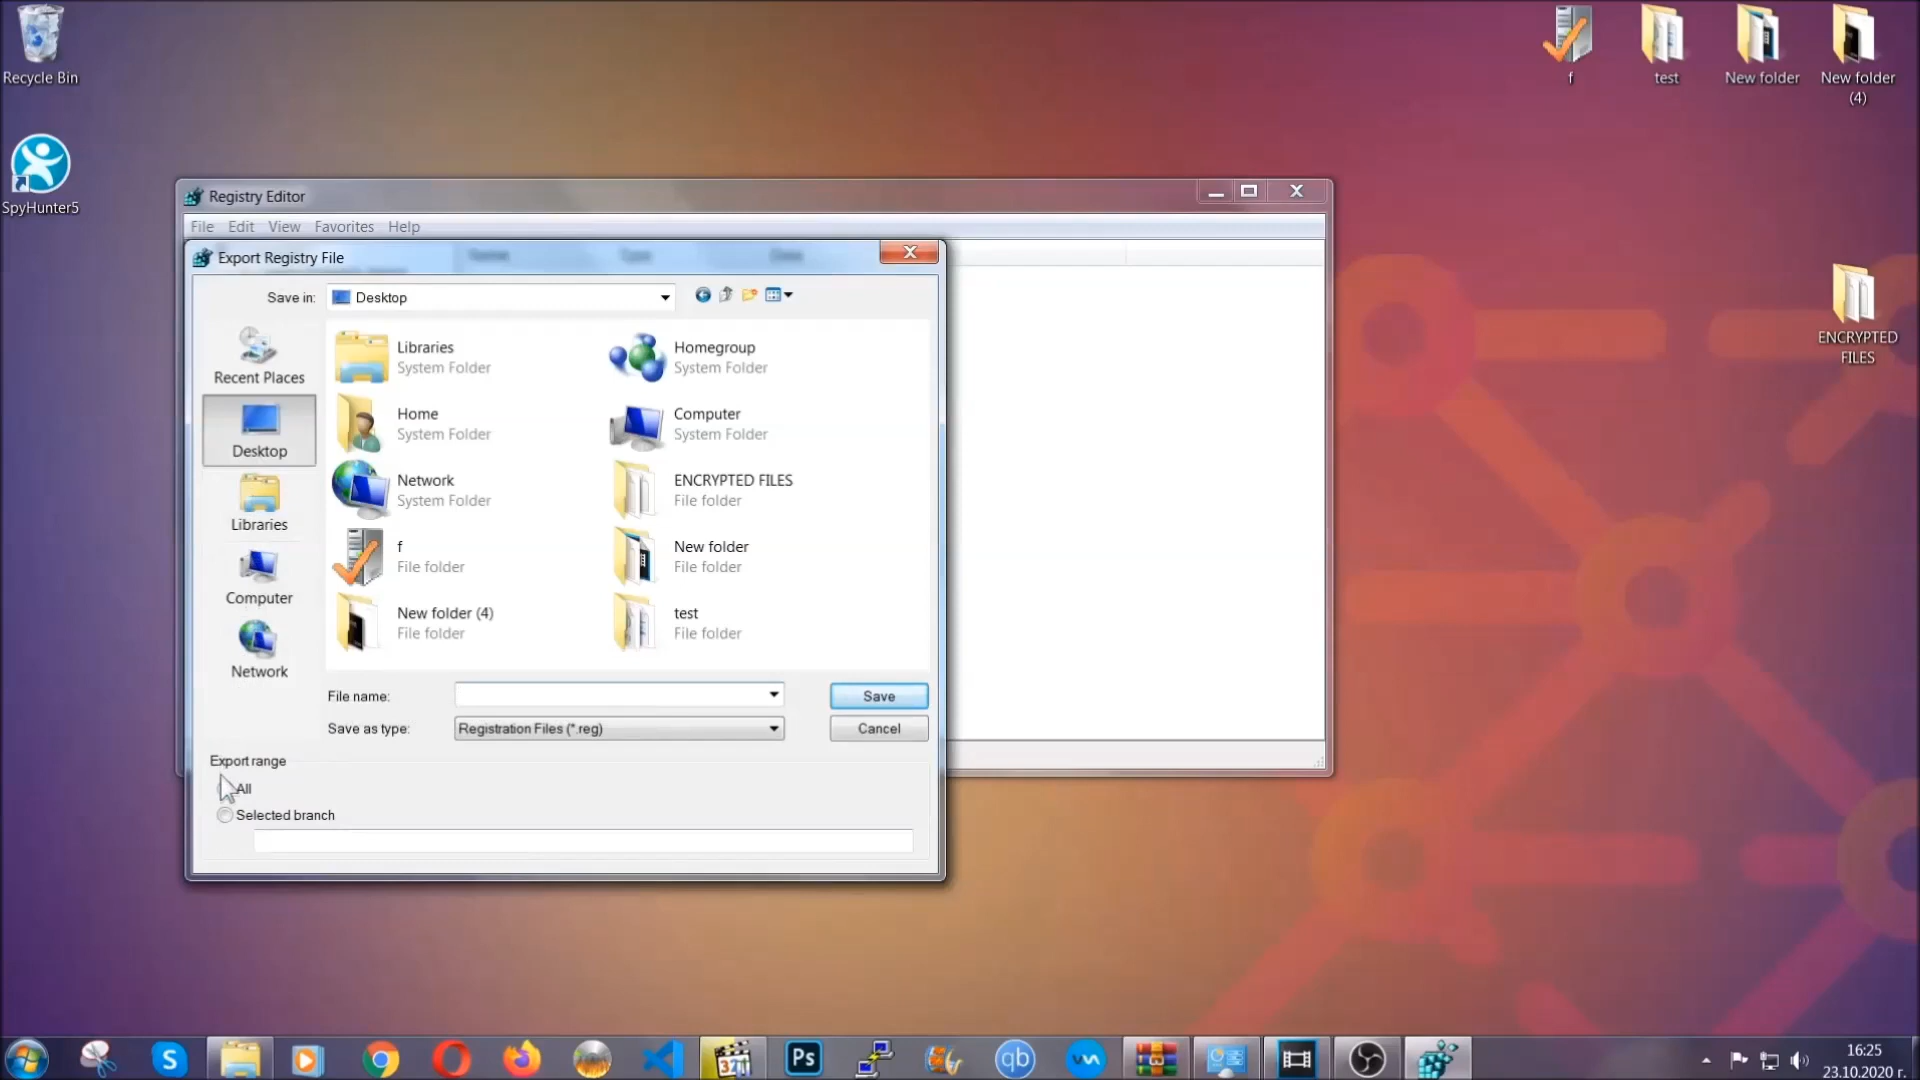 Recycle Bin
SpyHunter5
f
test
New folder
New folder
(4)
ENCRYPTED
FILES
Registry Editor
File Edit View Favorites Help
Export Registry File
Save in:
Desktop
Recent Places
Desktop
Libraries
Computer
Network
Libraries
System Folder
Homegroup
System Folder
Home
System Folder
Computer
System Folder
Network
System Folder
ENCRYPTED FILES
File folder
f
File folder
New folder
File folder
New folder (4)
File folder
test
File folder
File name:
Save
Save as type:
Registration Files (*.reg)
Cancel
Export range
All
Selected branch
S
321
Ps
qb
16:25
23.10.2020 г.